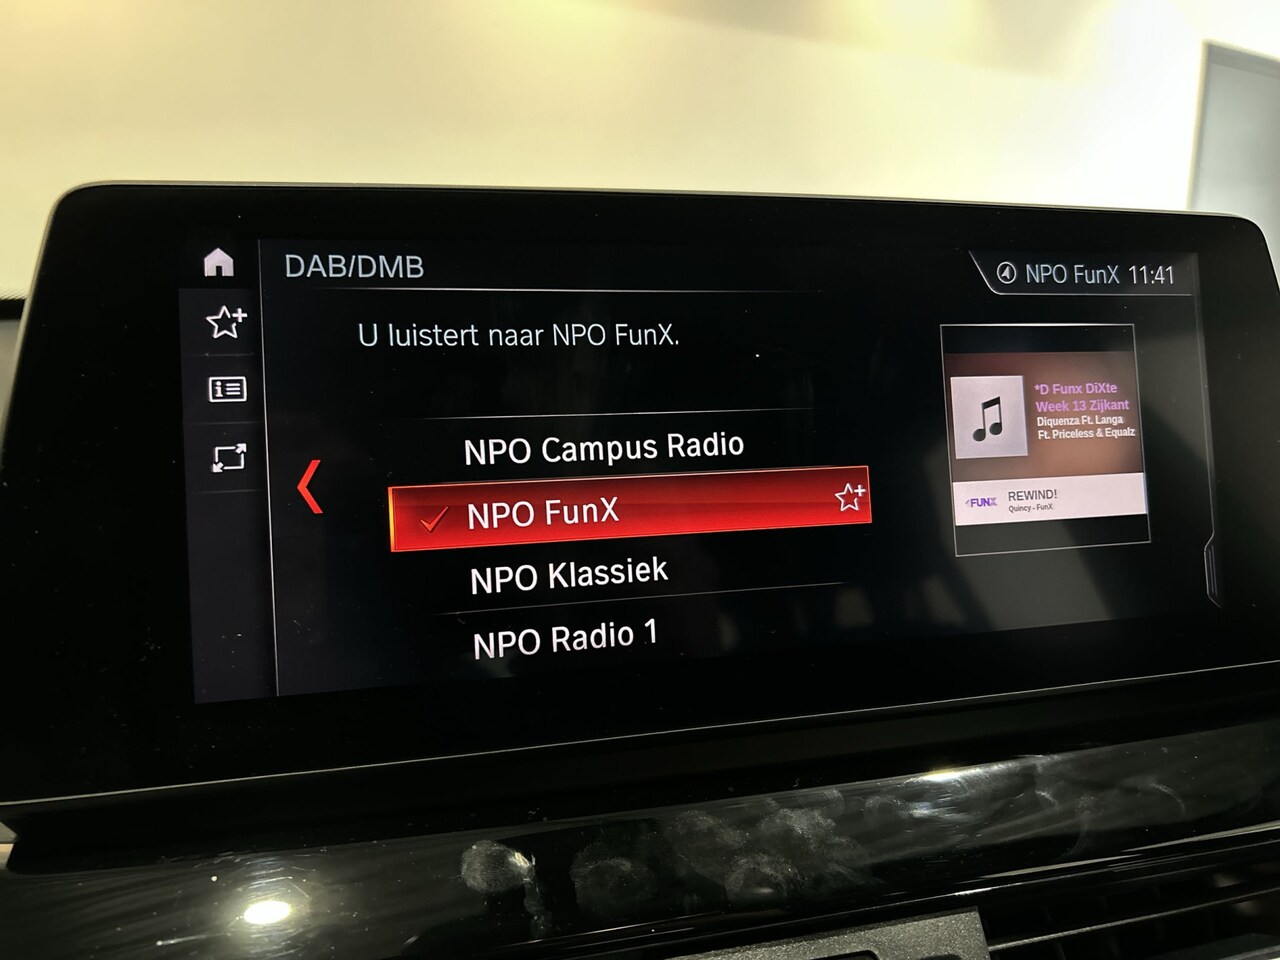 DAB/DMB
NPO FunX 11:41
U luistert naar NPO FunX.
NPO Campus Radio
NPO FunX
NPO Klassiek
NPO Radio 1
*D Funx DiXte
Week 13 Zijkant
Diquenza Ft. Langa
Ft. Priceless & Equalz
FUNX
REWIND!
Quincy - FunX